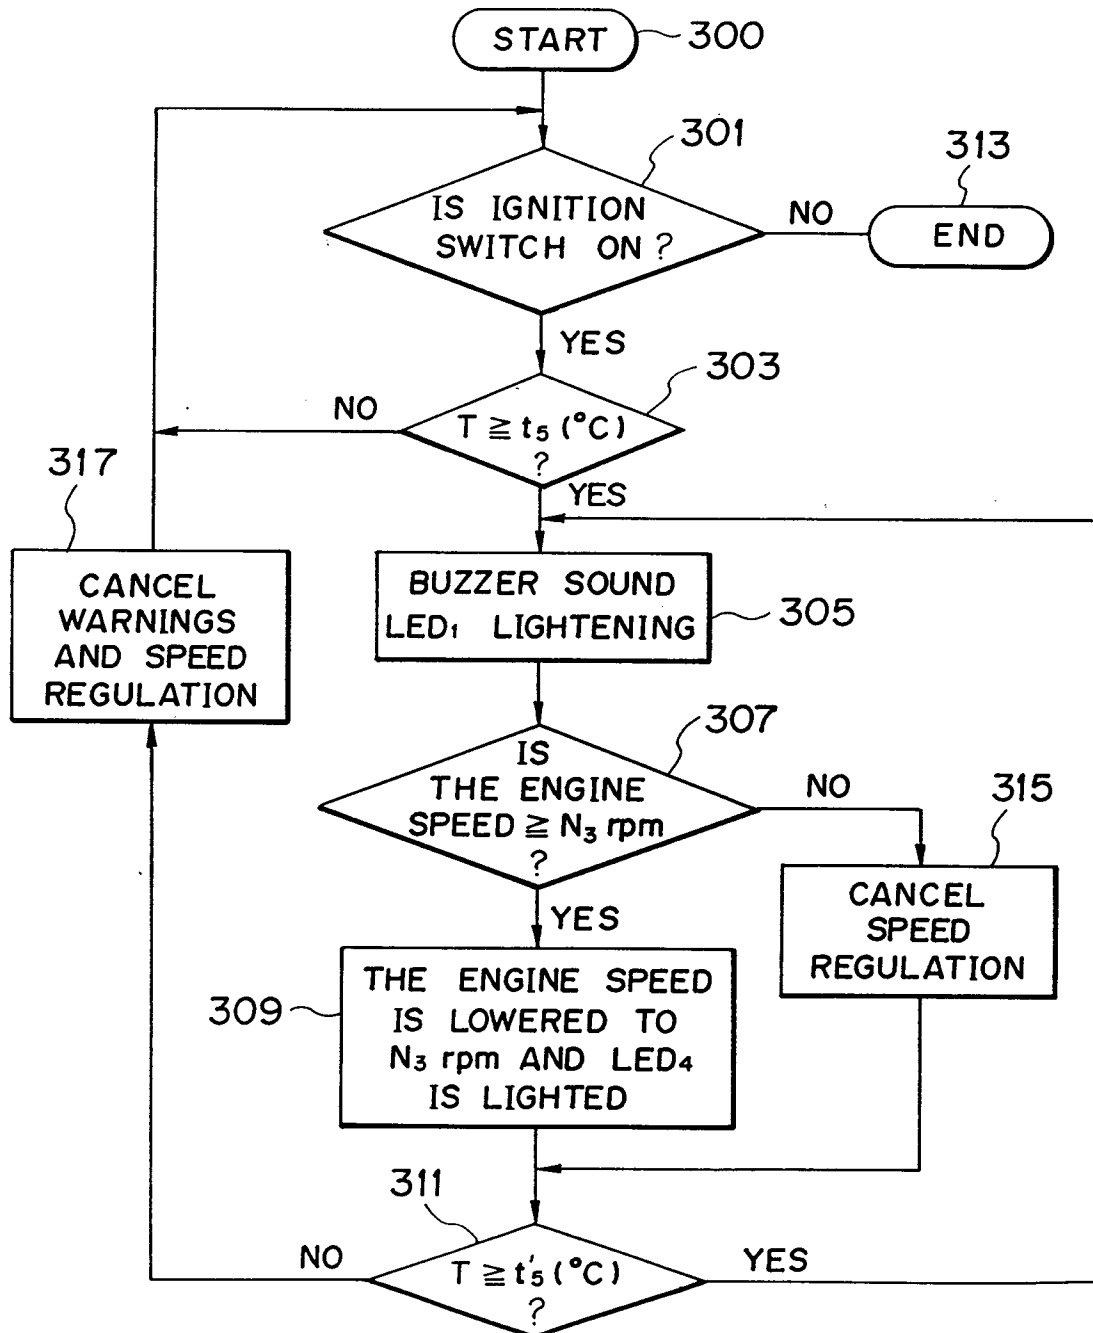 START
300
301
313
IS IGNITION
SWITCH ON ?
NO
END
YES
303
NO
T ≧ t₅ (°C)
?
317
YES
CANCEL
WARNINGS
AND SPEED
REGULATION
BUZZER SOUND
LED₁ LIGHTENING
305
307
IS
THE ENGINE
SPEED ≧ N₃ rpm
?
NO
315
YES
CANCEL
SPEED
REGULATION
309
THE ENGINE SPEED
IS LOWERED TO
N₃ rpm AND LED₄
IS LIGHTED
311
NO
T ≧ t'₅ (°C)
?
YES